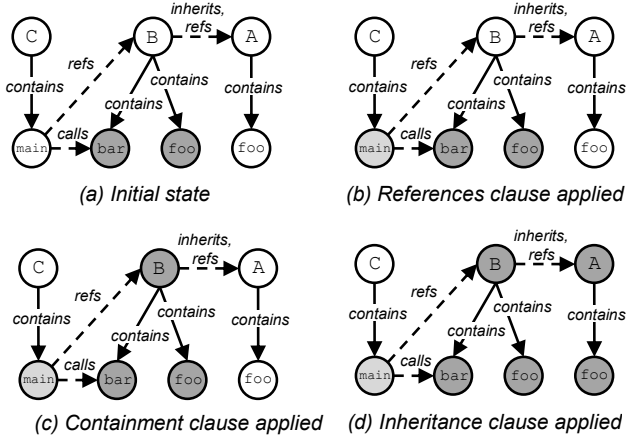 C
B
inherits,
refs
A
refs
contains
contains
contains
contains
calls
main
bar
foo
foo
(a) Initial state
C
B
inherits,
refs
A
refs
contains
contains
contains
contains
calls
main
bar
foo
foo
(b) References clause applied
C
B
inherits,
refs
A
refs
contains
contains
contains
contains
calls
main
bar
foo
foo
(c) Containment clause applied
C
B
inherits,
refs
A
refs
contains
contains
contains
contains
calls
main
bar
foo
foo
(d) Inheritance clause applied